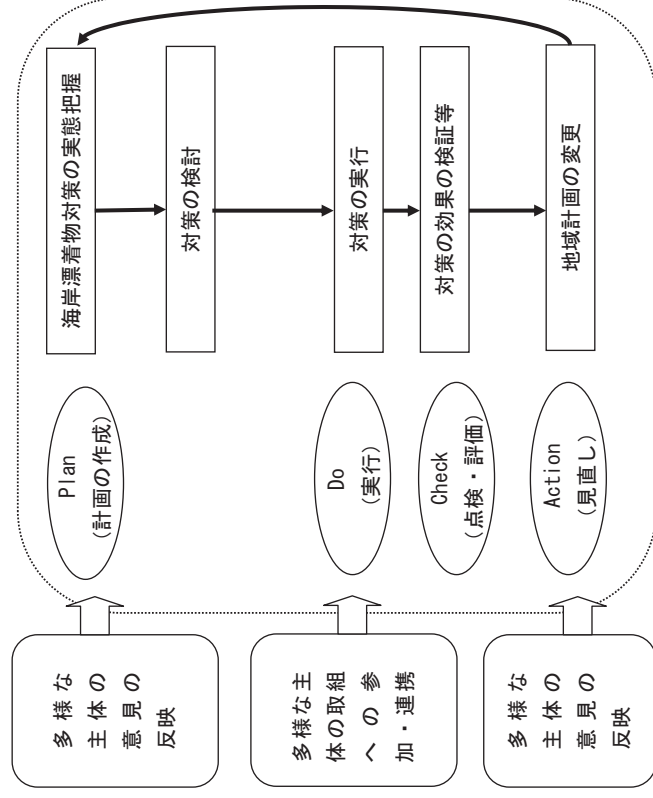 多様な
主体の
意見の
反映
Plan
(計画の作成)
海岸漂着物対策の実態把握
対策の検討
多様な主
体の取組
への参
加・連携
Do
(実行)
対策の実行
Check
(点検・評価)
対策の効果の検証等
多様な
主体の
意見の
反映
Action
(見直し)
地域計画の変更